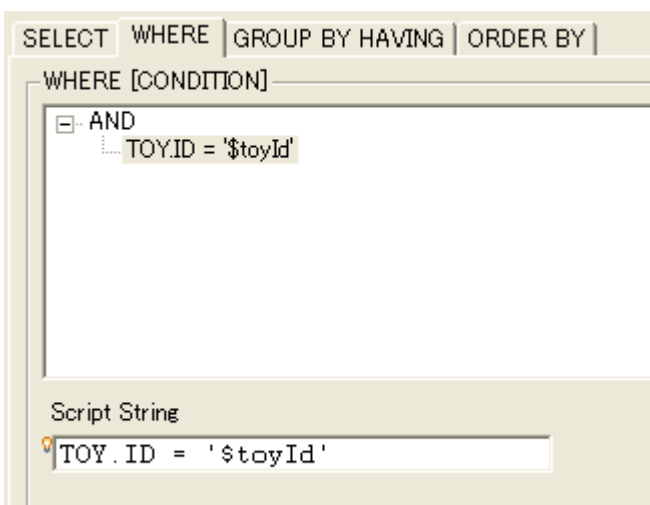 SELECT WHERE GROUP BY HAVING ORDER BY
WHERE [CONDITION]
AND
TOY.ID = '$toyId'
Script String
TOY.ID = '$toyId'